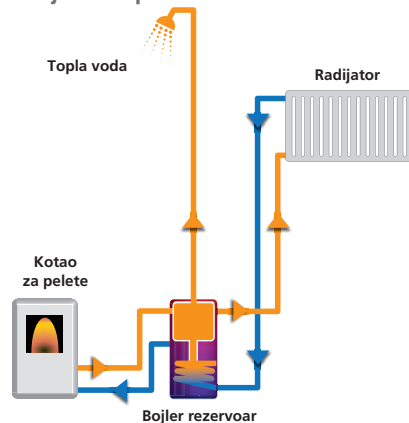 Topla voda
Radijator
Kotao
za pelete
Bojler rezervoar